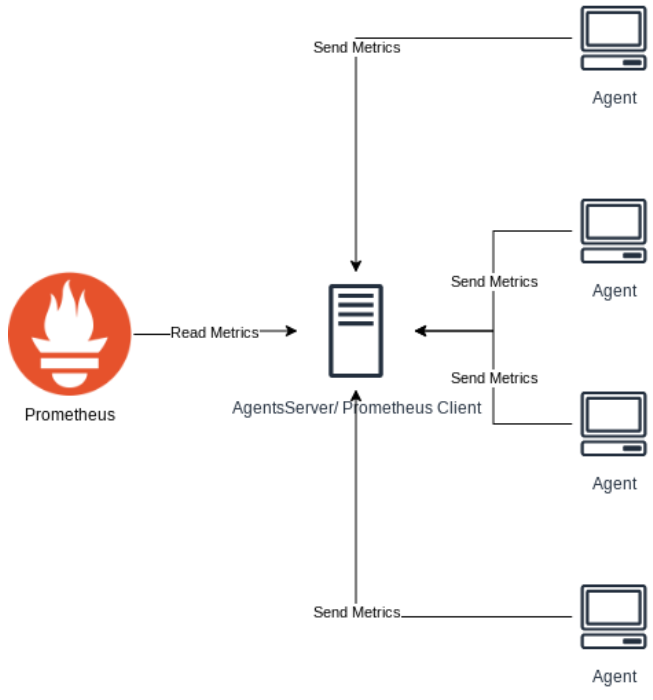 Send Metrics
Agent
Send Metrics
Agent
Read Metrics
Send Metrics
AgentsServer/ Prometheus Client
Prometheus
Agent
Send Metrics
Agent